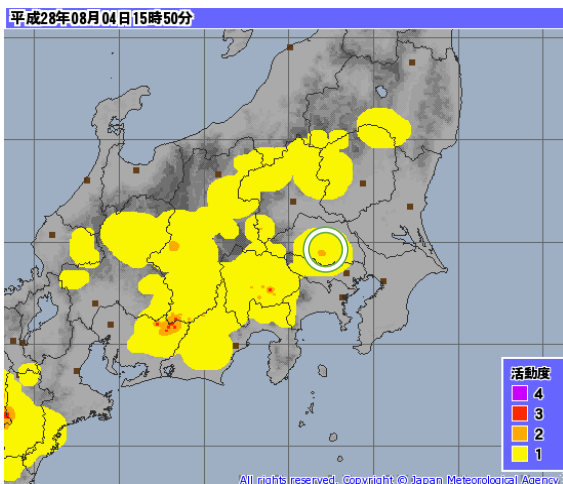 平成28年08月04日15時50分
活動度
4
3
2
1
All rights reserved. Copyright © Japan Meteorological Agency